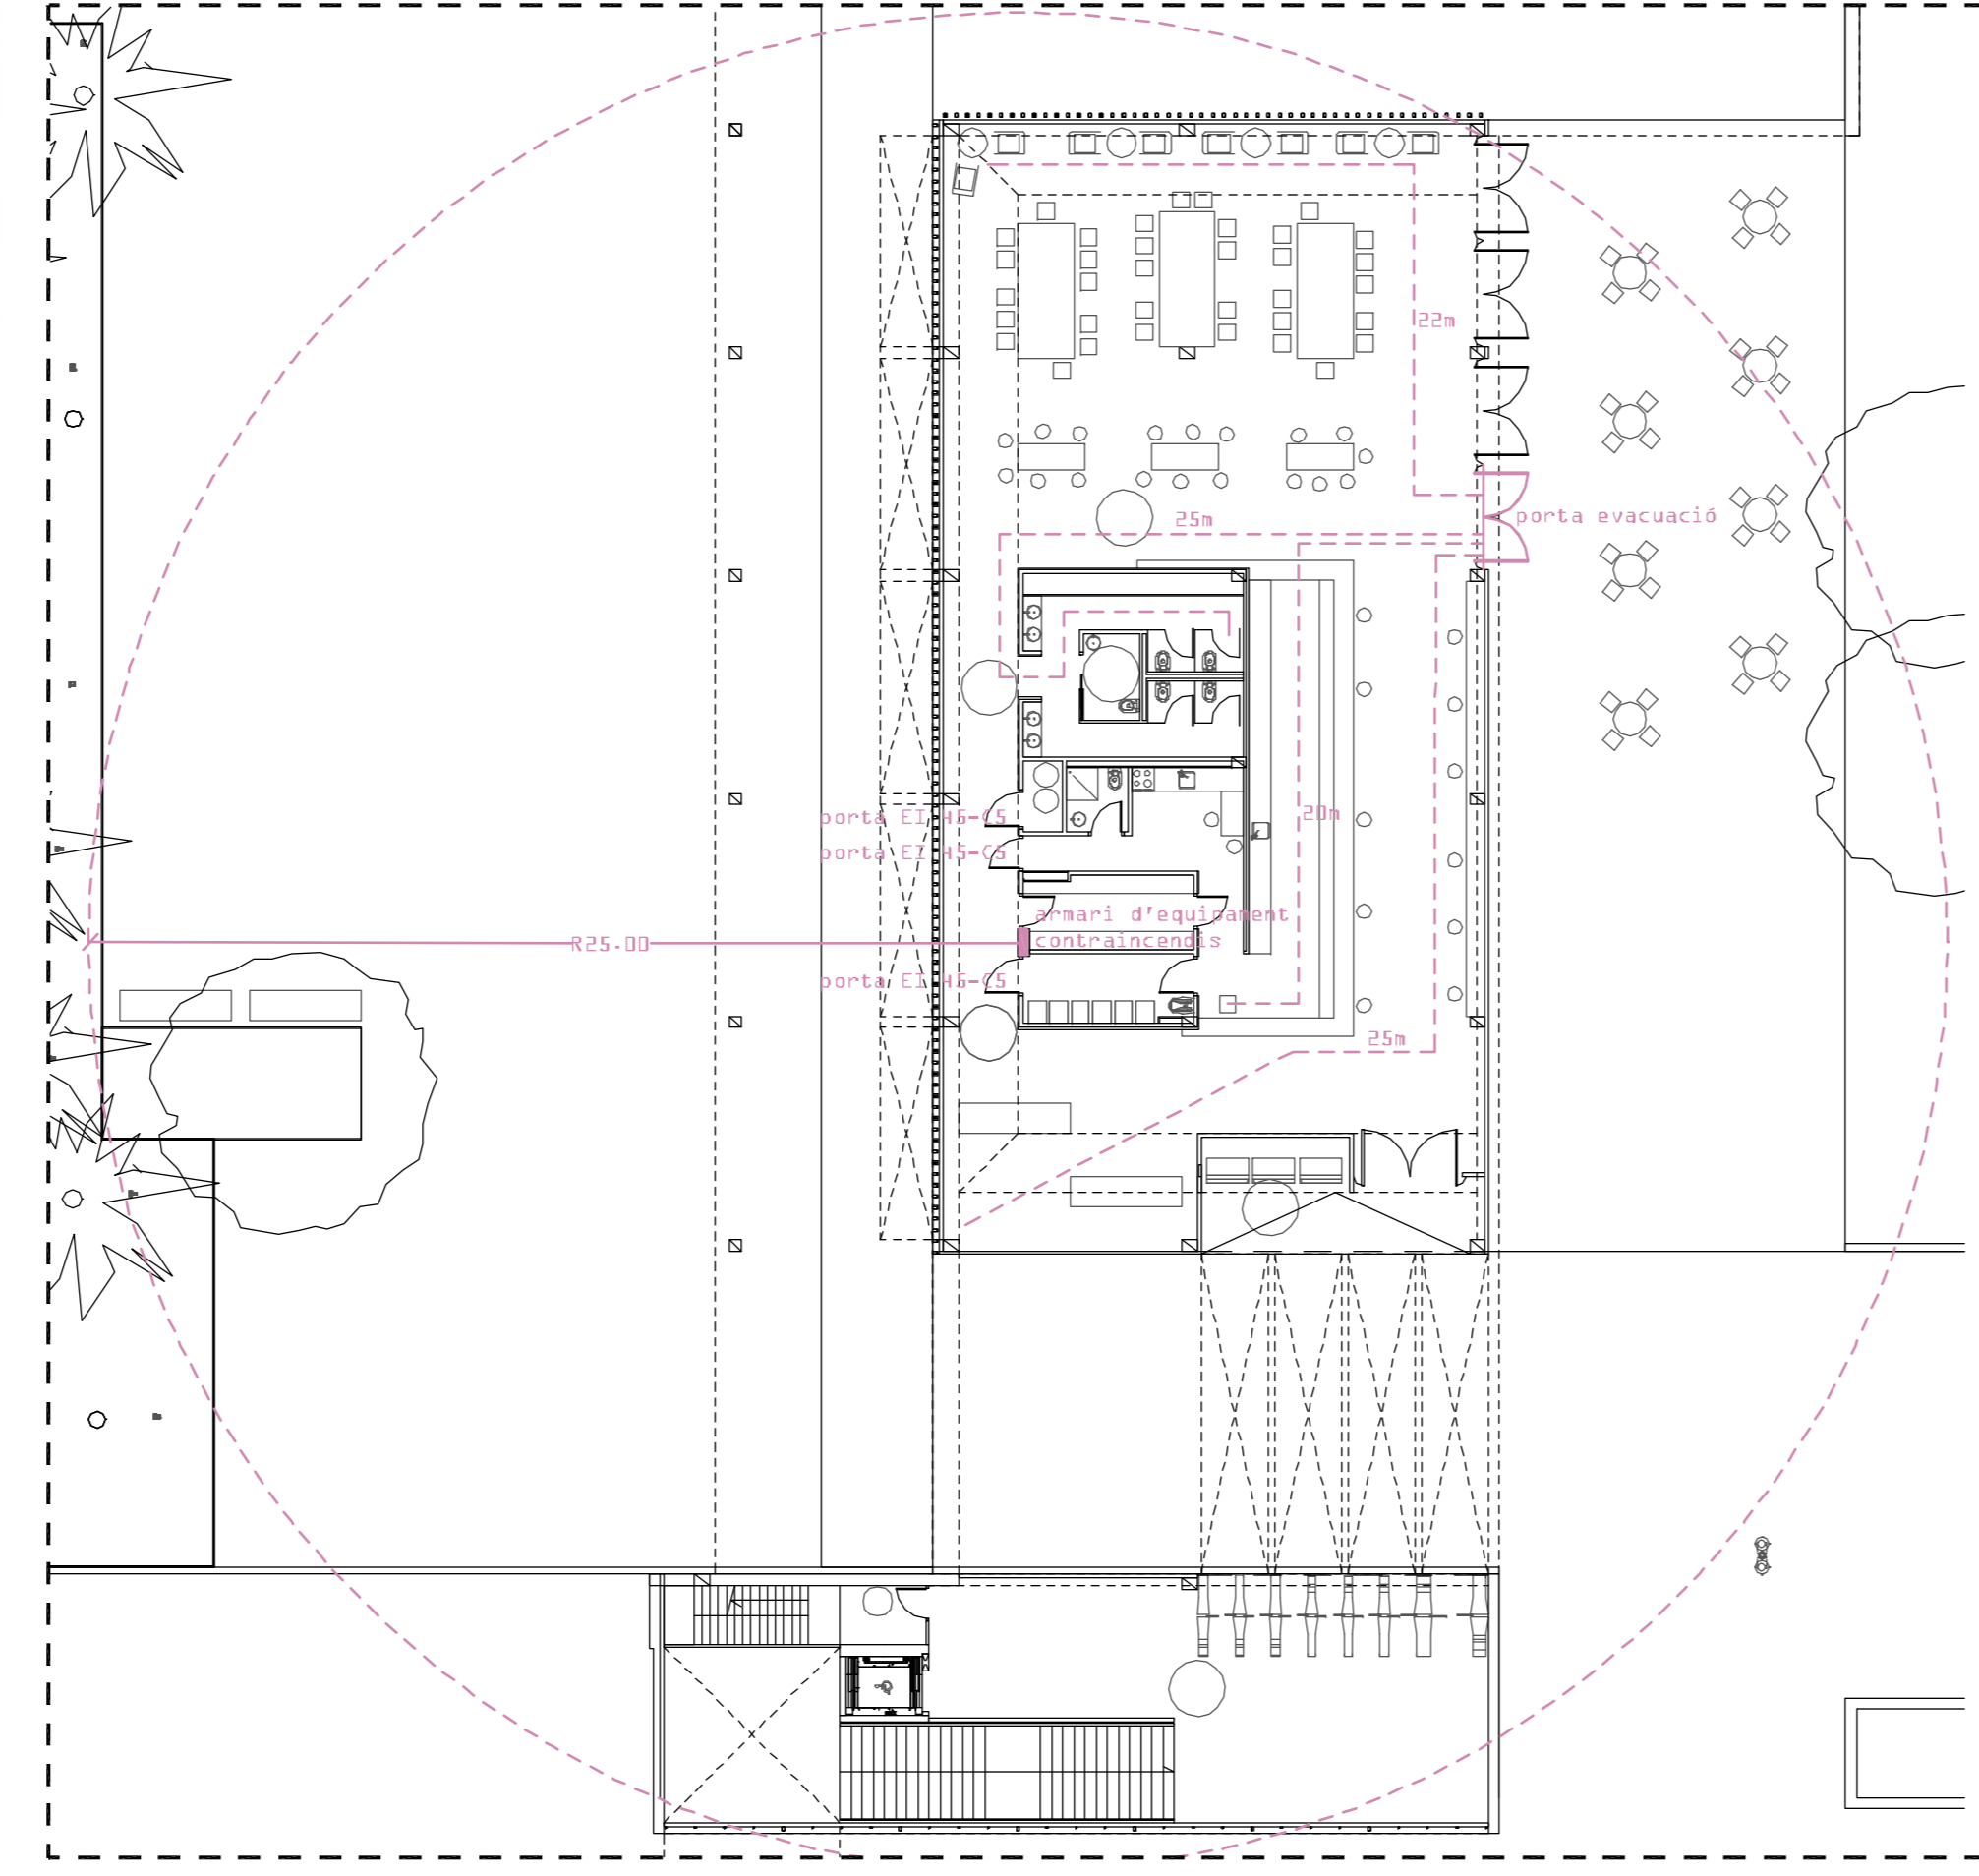 22m
25m
porta evacuació
20m
porta EI 45-C5
porta EI 45-C5
armari d'equipament
contraincendis
R25.00
porta EI 45-C5
25m